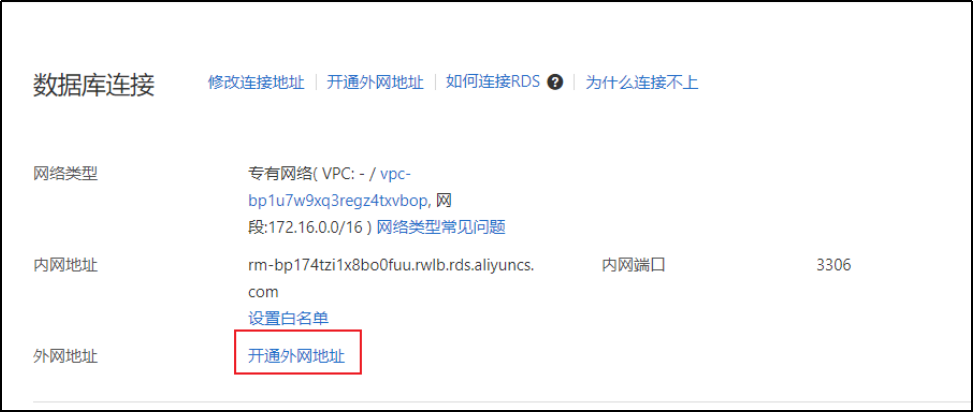 数据库连接 修改连接地址 开通外网地址 如何连接RDS ? 为什么连接不上
网络类型 专有网络( VPC: - / vpc-
bp1u7w9xq3regz4txvbop, 网
段:172.16.0.0/16 ) 网络类型常见问题
内网地址 rm-bp174tzi1x8bo0fuu.rwlb.rds.aliyuncs. 内网端口 3306
com
设置白名单
外网地址 开通外网地址